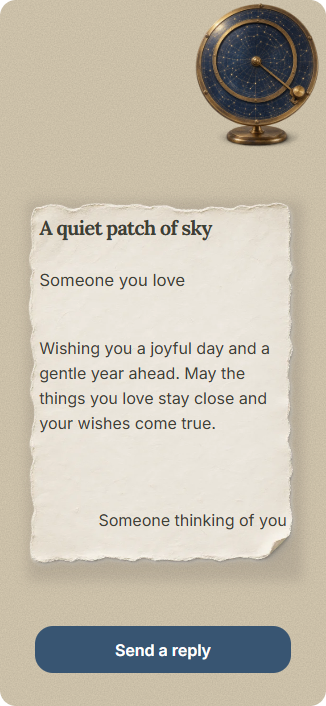 A quiet patch of sky
Someone you love
Wishing you a joyful day and a
gentle year ahead. May the
things you love stay close and
your wishes come true.
Someone thinking of you
Send a reply